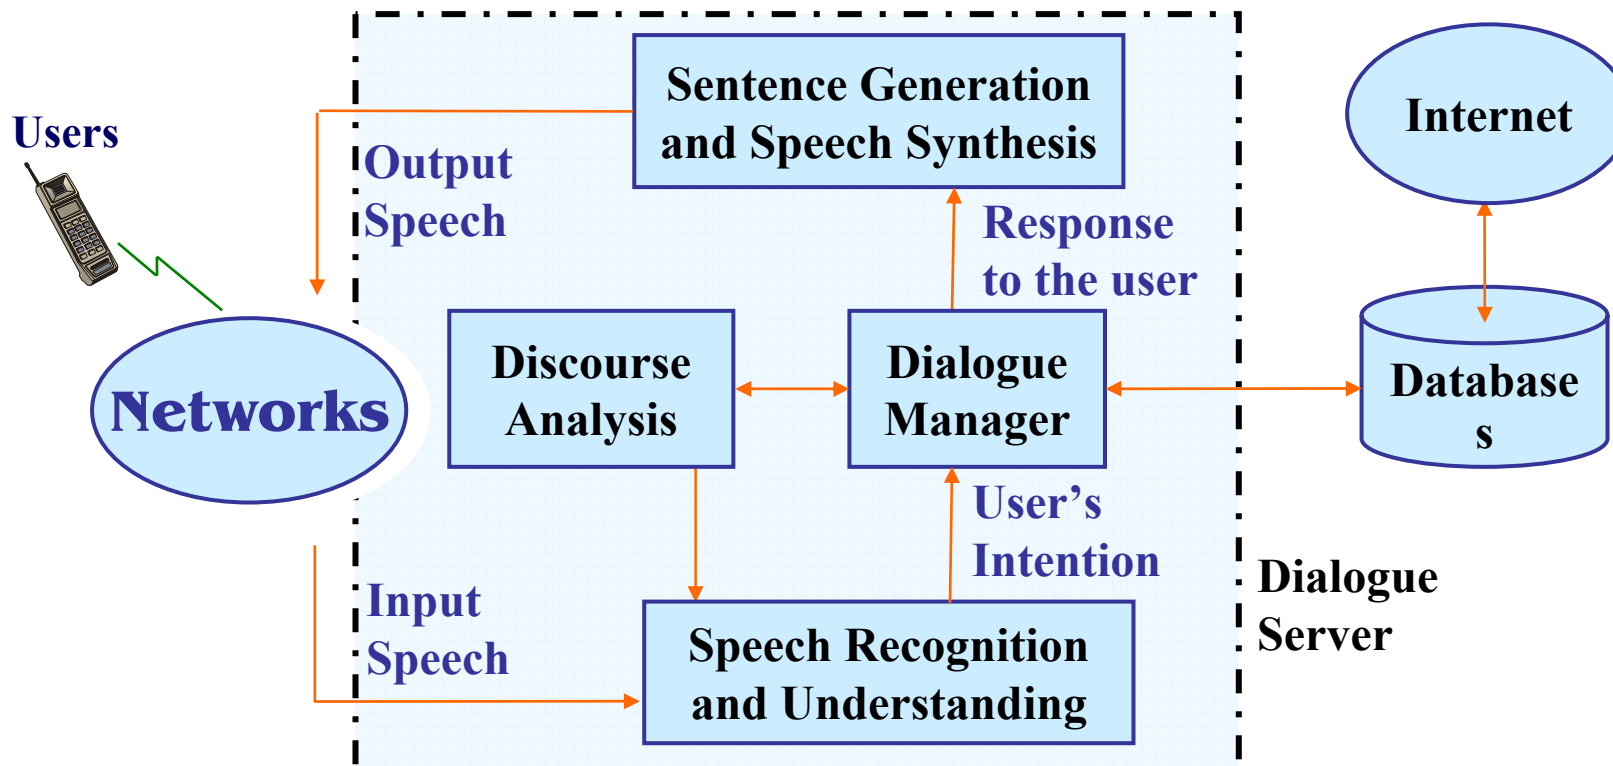 Sentence Generation
and Speech Synthesis
Internet
Users
Output
Speech
Response
to the user
Discourse
Analysis
Dialogue
Manager
Database
s
Networks
User’s
Intention
Dialogue
Server
Input
Speech
Speech Recognition
and Understanding